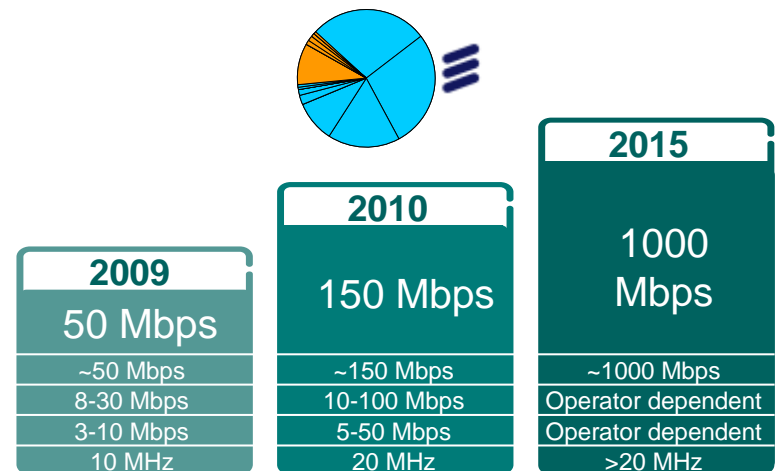 2009
50 Mbps
~50 Mbps
8-30 Mbps
3-10 Mbps
10 MHz
2010
150 Mbps
~150 Mbps
10-100 Mbps
5-50 Mbps
20 MHz
2015
1000
Mbps
~1000 Mbps
Operator dependent
Operator dependent
>20 MHz